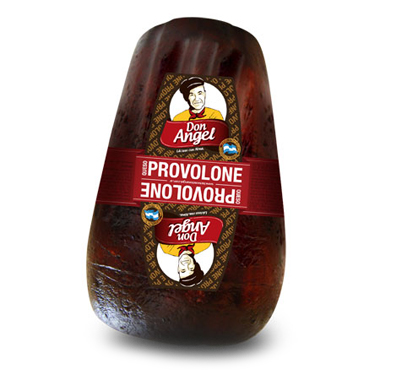 Don
Angel
QUESO
PROVOLONE
QUESO
PROVOLONE
Don
Angel